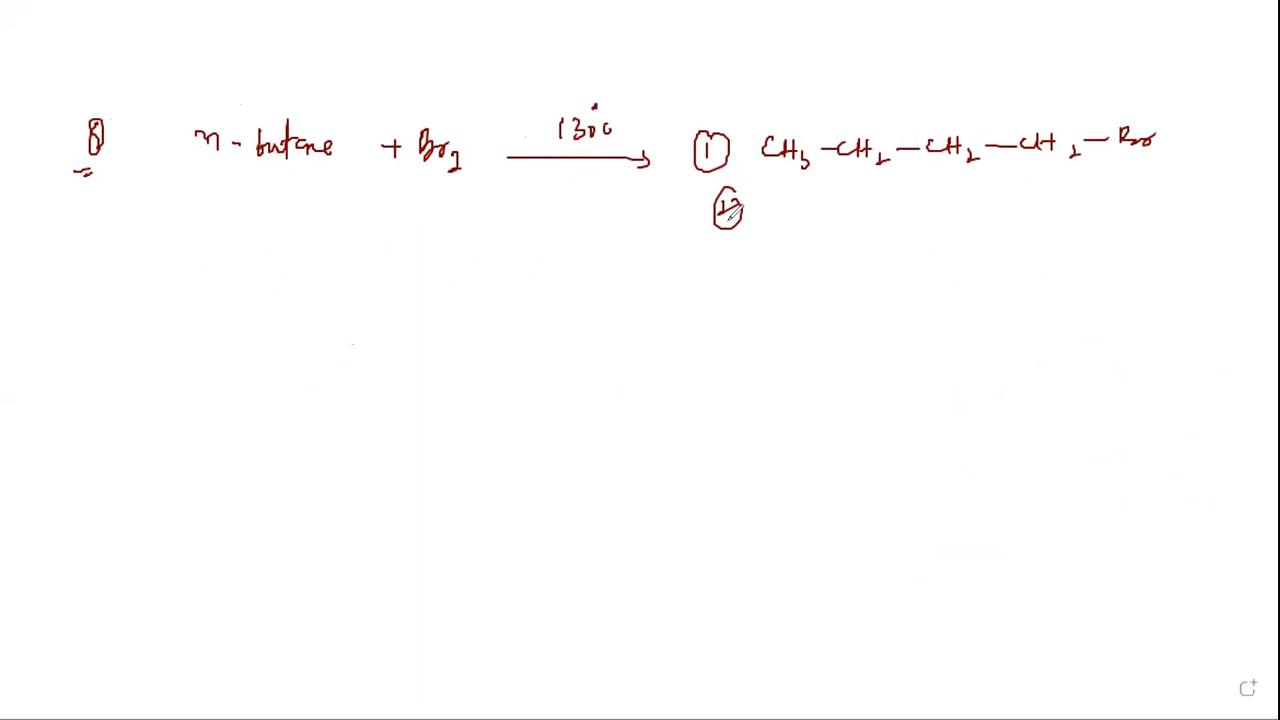 8 n-butane + Br2 130°C → ① CH3 – CH2 – CH2 – CH2 – Br